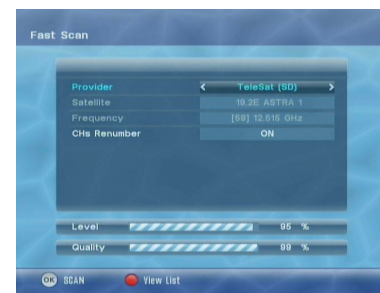 Fast Scan
Provider < TeleSat (SD) >
Satellite 19.2E ASTRA 1
Frequency [69] 12.515 GHz
CHs Renumber ON
Level 95 %
Quality 99 %
OK SCAN View List